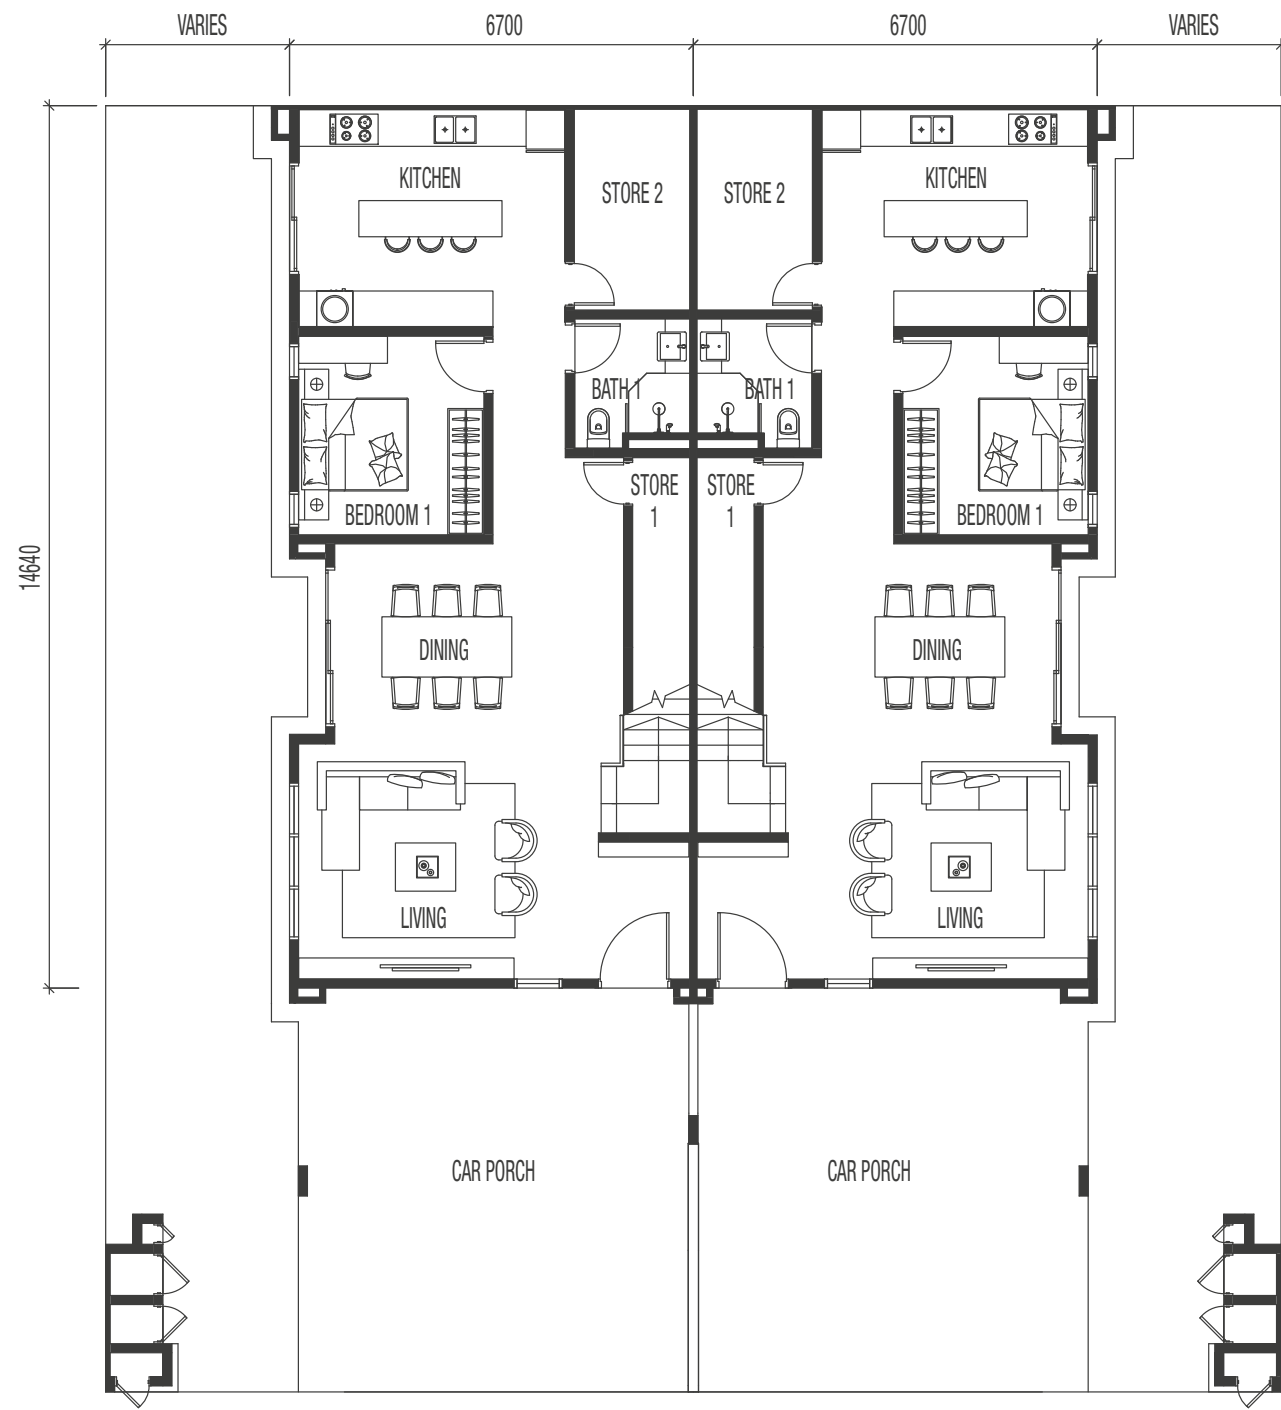 VARIES
6700
6700
VARIES
KITCHEN
STORE 2
STORE 2
KITCHEN
BATH 1
BATH 1
STORE
1
STORE
1
BEDROOM 1
BEDROOM 1
14640
DINING
DINING
LIVING
LIVING
CAR PORCH
CAR PORCH